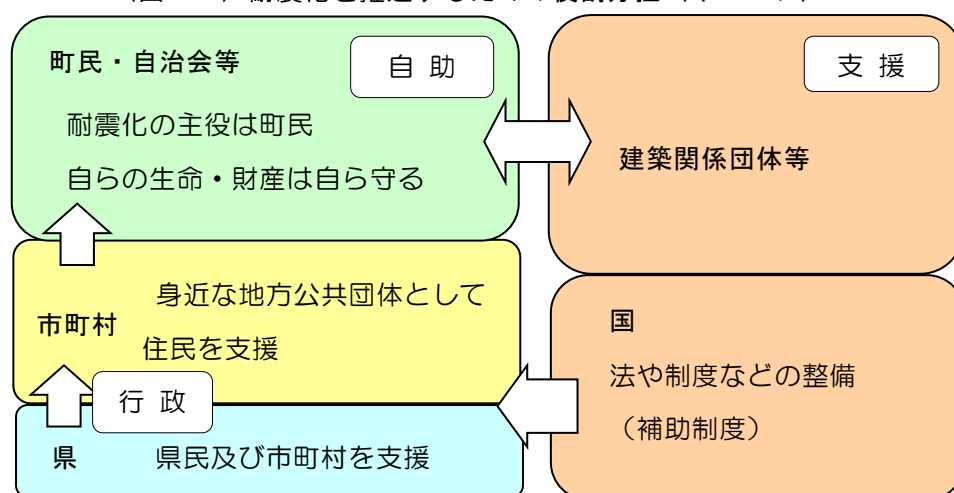 町民・自治会等
自 助
耐震化の主役は町民
自らの生命・財産は自ら守る
支 援
建築関係団体等
市町村
身近な地方公共団体として
住民を支援
行 政
県
県民及び市町村を支援
国
法や制度などの整備
（補助制度）